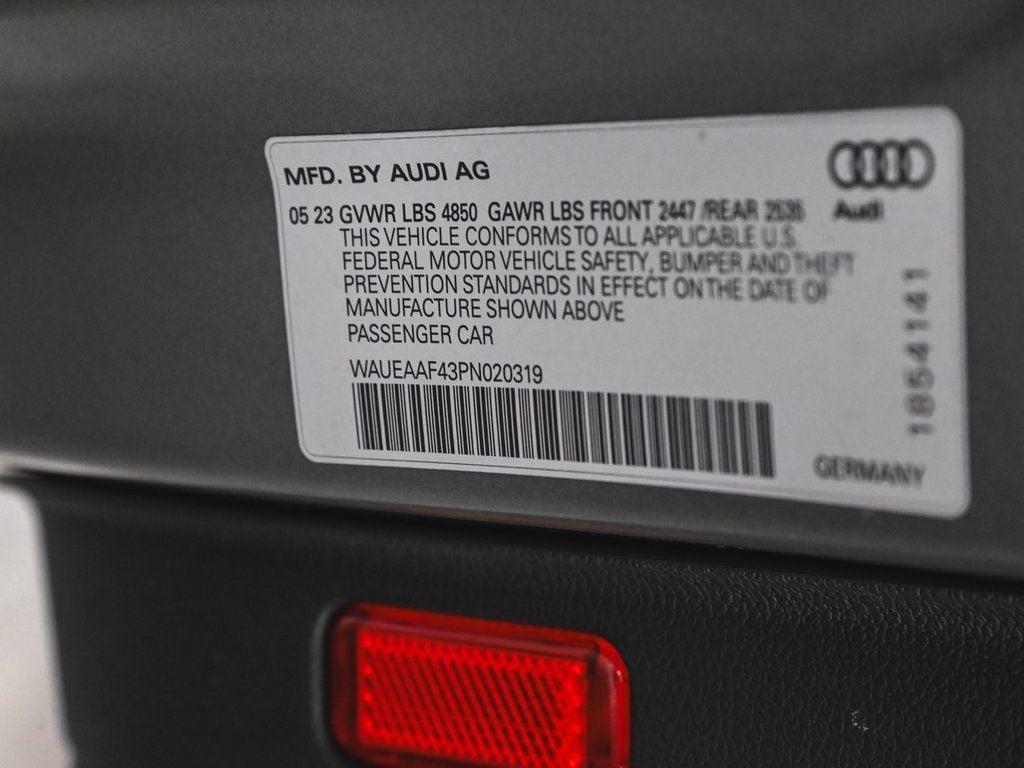 MFD. BY AUDI AG
05 23 GVWR LBS 4850 GAWR LBS FRONT 2447 /REAR 2535
Audi
THIS VEHICLE CONFORMS TO ALL APPLICABLE U.S.
FEDERAL MOTOR VEHICLE SAFETY, BUMPER AND THEFT
PREVENTION STANDARDS IN EFFECT ON THE DATE OF
MANUFACTURE SHOWN ABOVE
PASSENGER CAR
WAUEAAF43PN020319
1854141
GERMANY